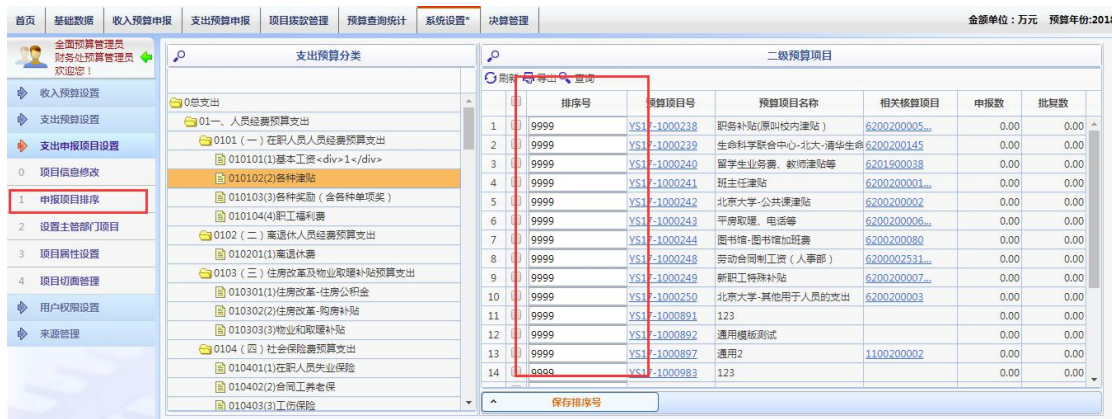 首页 基础数据 收入预算申报 支出预算申报 项目拨款管理 预算查询统计 系统设置* 决算管理 金额单位：万元 预算年份:2018
全面预算管理员
财务处预算管理员
欢迎您！
收入预算设置
支出预算设置
支出申报项目设置
0 项目信息修改
1 申报项目排序
2 设置主管部门项目
3 项目属性设置
4 项目切面管理
用户权限设置
来源管理
支出预算分类
0总支出
01一、人员经费预算支出
0101（一）在职人员人员经费预算支出
010101(1)基本工资<div>1</div>
010102(2)各种津贴
010103(3)各种奖励（含各种单项奖）
010104(4)职工福利费
0102（二）离退休人员经费预算支出
010201(1)离退休费
0103（三）住房改革及物业取暖补贴预算支出
010301(1)住房改革-住房公积金
010302(2)住房改革-购房补贴
010303(3)物业和取暖补贴
0104（四）社会保险费预算支出
010401(1)在职人员失业保险
010402(2)合同工养老保
010403(3)工伤保险
二级预算项目
刷新 导出 查询
排序号 预算项目号 预算项目名称 相关核算项目 申报数 批复数
1 9999 YS17-1000238 职务补贴(原叫校内津贴） 6200200005... 0.00 0.00
2 9999 YS17-1000239 生命科学联合中心-北大-清华生命 6200200145 0.00 0.00
3 9999 YS17-1000240 留学生业务费、教师津贴等 6201900038 0.00 0.00
4 9999 YS17-1000241 班主任津贴 6200200001... 0.00 0.00
5 9999 YS17-1000242 北京大学-公共课津贴 6200200002 0.00 0.00
6 9999 YS17-1000243 平房取暖、电话等 6200200006... 0.00 0.00
7 9999 YS17-1000244 图书馆-图书馆加班费 6200200080 0.00 0.00
8 9999 YS17-1000248 劳动合同制工资（人事部） 6200002531... 0.00 0.00
9 9999 YS17-1000249 新职工特殊补贴 6200200007... 0.00 0.00
10 9999 YS17-1000250 北京大学-其他用于人员的支出 6200200003 0.00 0.00
11 9999 YS17-1000891 123 0.00 0.00
12 9999 YS17-1000892 通用模板测试 0.00 0.00
13 9999 YS17-1000897 通用2 1100200002 0.00 0.00
14 9999 YS17-1000983 123 0.00 0.00
保存排序号